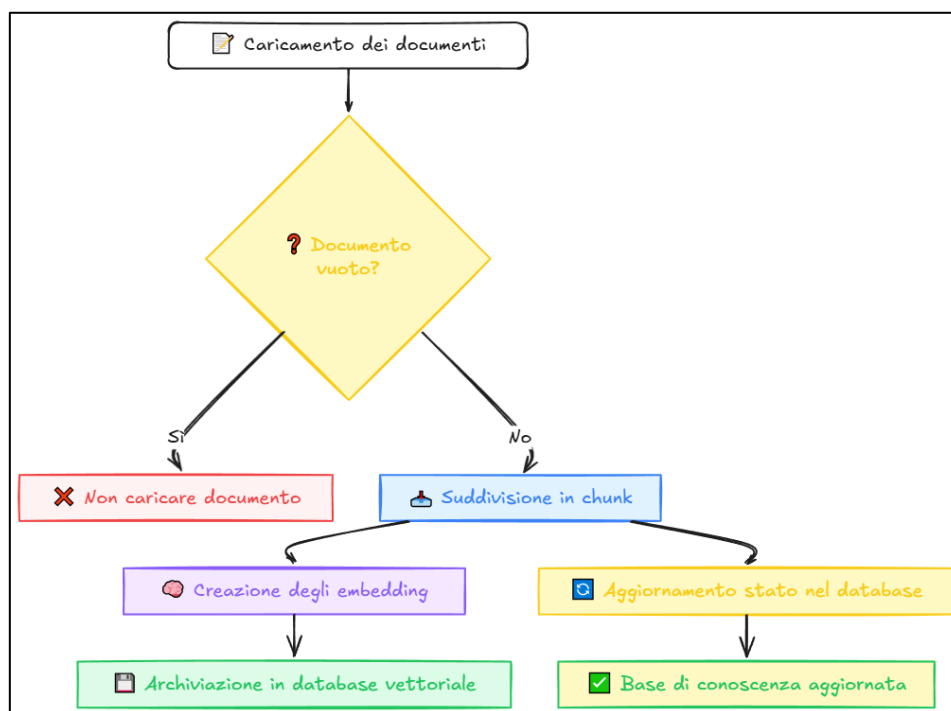 Caricamento dei documenti
Documento
vuoto?
Sì
No
Non caricare documento
Suddivisione in chunk
Creazione degli embedding
Aggiornamento stato nel database
Archiviazione in database vettoriale
Base di conoscenza aggiornata